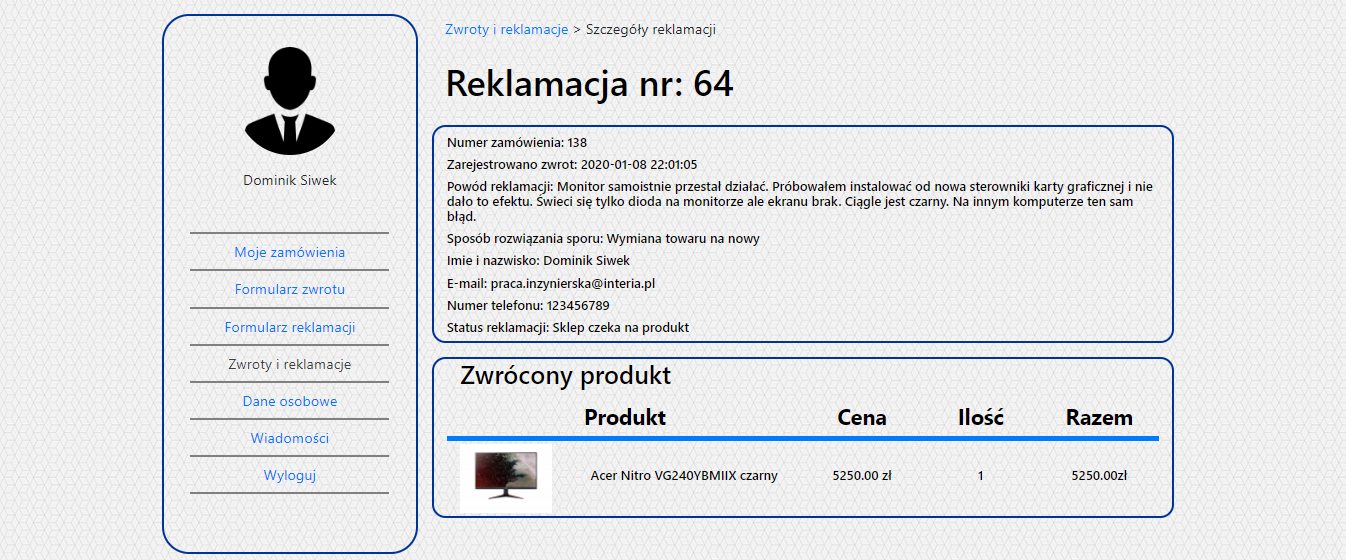 Dominik Siwek
Moje zamówienia
Formularz zwrotu
Formularz reklamacji
Zwroty i reklamacje
Dane osobowe
Wiadomości
Wyloguj
Zwroty i reklamacje > Szczegóły reklamacji
Reklamacja nr: 64
Numer zamówienia: 138
Zarejestrowano zwrot: 2020-01-08 22:01:05
Powód reklamacji: Monitor samoistnie przestał działać. Próbowałem instalować od nowa sterowniki karty graficznej i nie
dało to efektu. Świeci się tylko dioda na monitorze ale ekranu brak. Ciągle jest czarny. Na innym komputerze ten sam
błąd.
Sposób rozwiązania sporu: Wymiana towaru na nowy
Imie i nazwisko: Dominik Siwek
E-mail: praca.inzynierska@interia.pl
Numer telefonu: 123456789
Status reklamacji: Sklep czeka na produkt
Zwrócony produkt
Produkt Cena Ilość Razem
Acer Nitro VG240YBMIIX czarny 5250.00 zł 1 5250.00zł